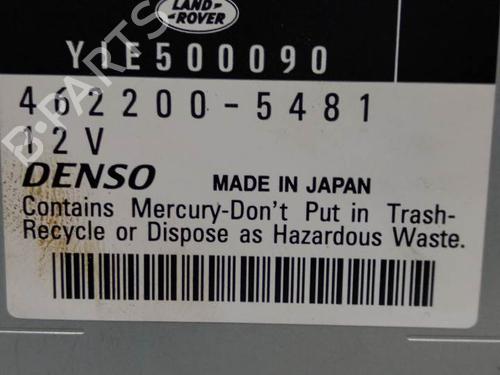 LAND-
ROVER
YIE500090
462200-5481
12V
DENSO MADE IN JAPAN
Contains Mercury-Don't Put in Trash-
Recycle or Dispose as Hazardous Waste.
B-PARTS